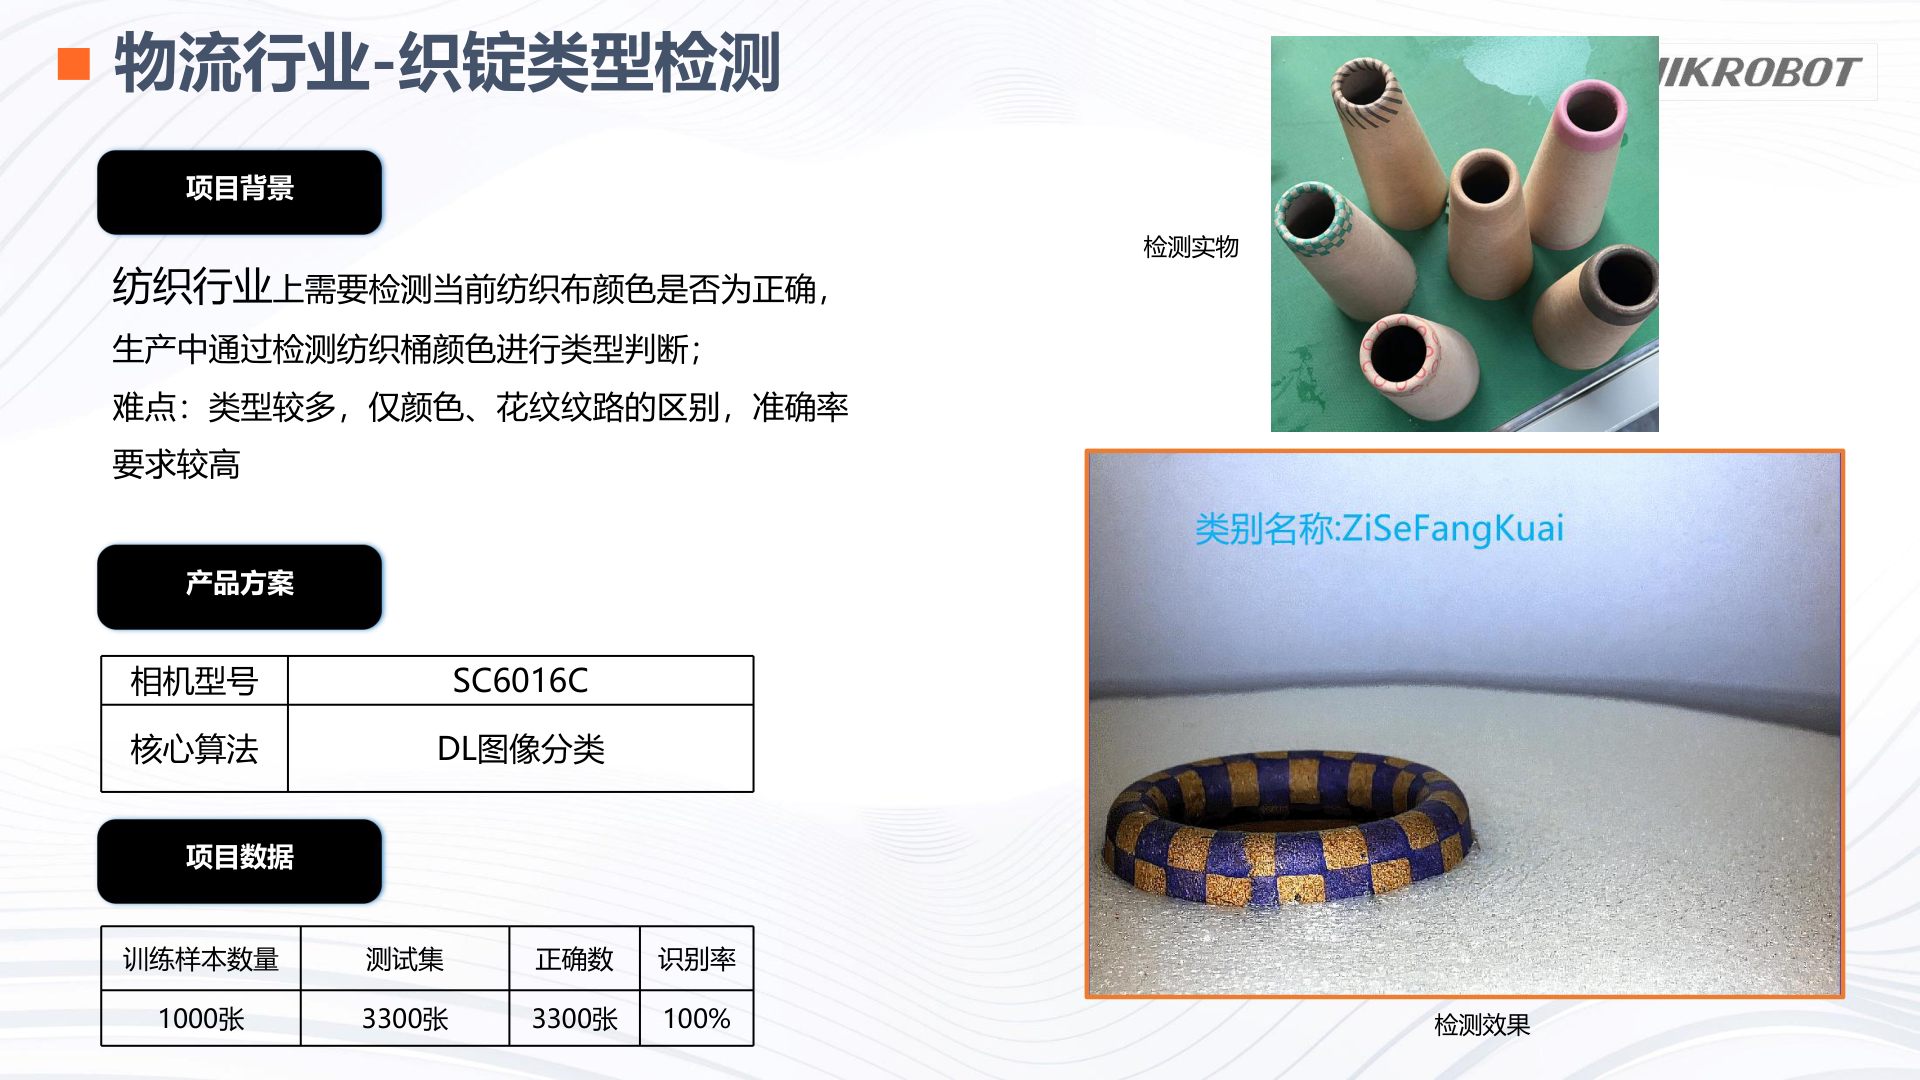 物流行业-织锭类型检测
IKROBOT
项目背景
纺织行业上需要检测当前纺织布颜色是否为正确，
生产中通过检测纺织桶颜色进行类型判断；
难点：类型较多，仅颜色、花纹纹路的区别，准确率
要求较高
检测实物
产品方案
相机型号 SC6016C
核心算法 DL图像分类
项目数据
训练样本数量 测试集 正确数 识别率
1000张 3300张 3300张 100%
类别名称:ZiSeFangKuai
检测效果